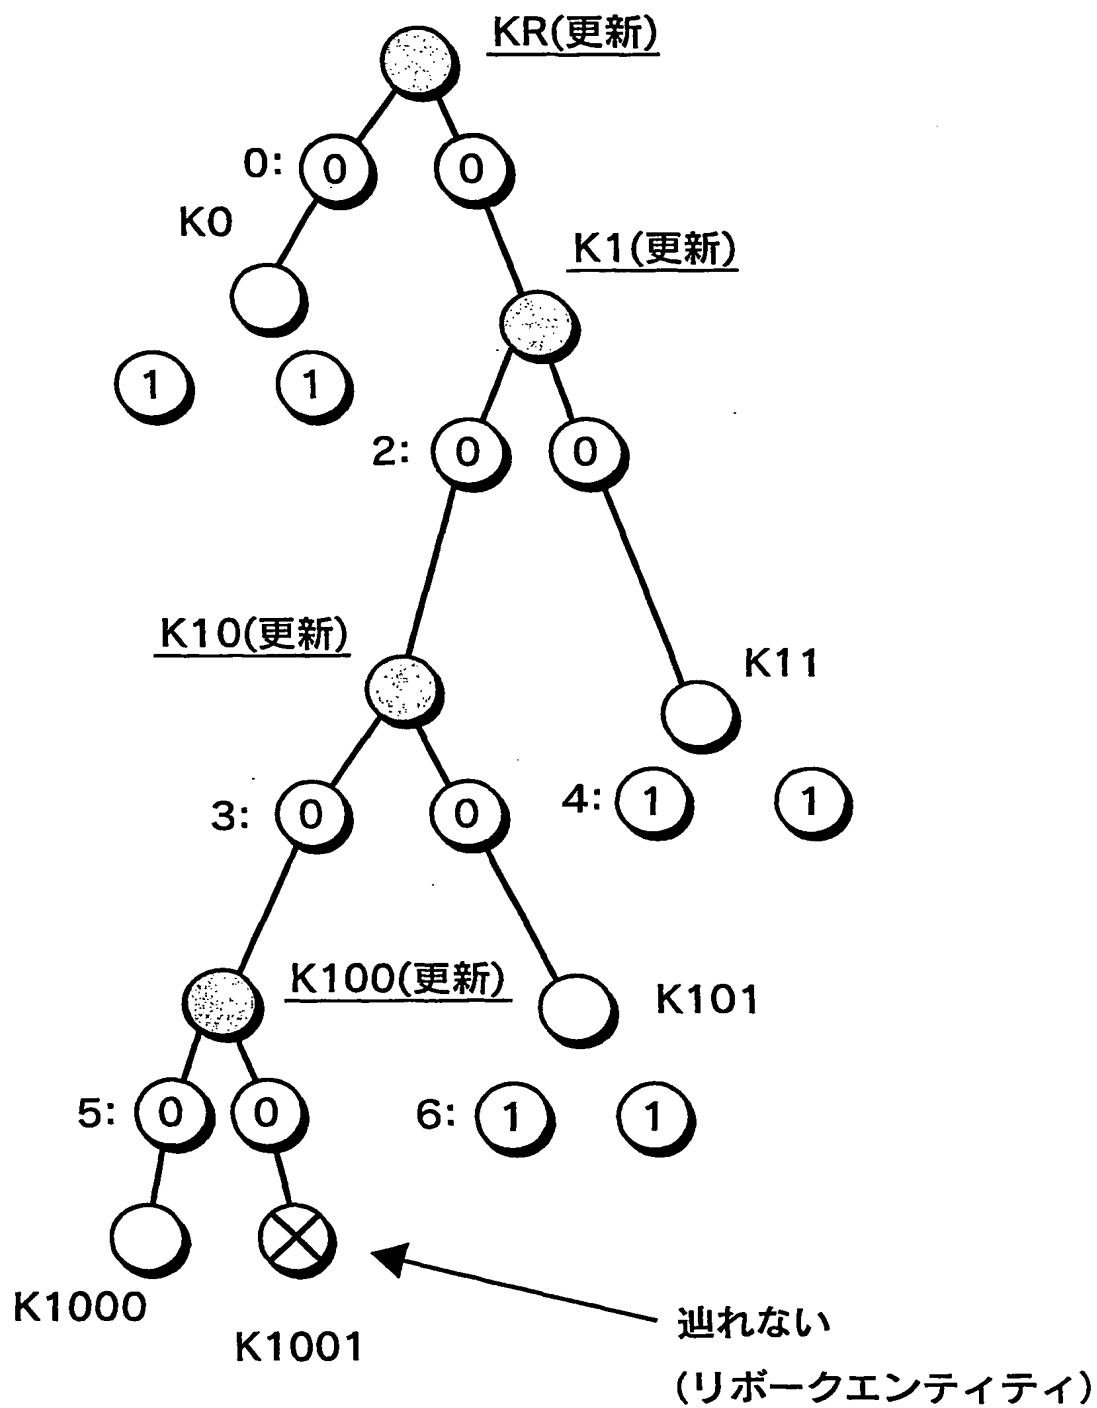 KR(更新)
0: 0 0
K0
K1(更新)
1 1
2: 0 0
K10(更新)
K11
3: 0 0
4: 1 1
K100(更新)
K101
5: 0 0
6: 1 1
K1000
K1001
辿れない
(リボークエンティティ)